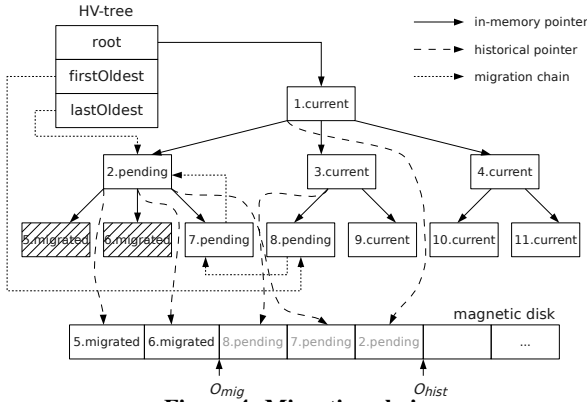 HV-tree
root
firstOldest
lastOldest
in-memory pointer
historical pointer
migration chain
1.current
2.pending
3.current
4.current
5.migrated
6.migrated
7.pending
8.pending
9.current
10.current
11.current
magnetic disk
5.migrated
6.migrated
8.pending
7.pending
2.pending
...
Omig
Ohist